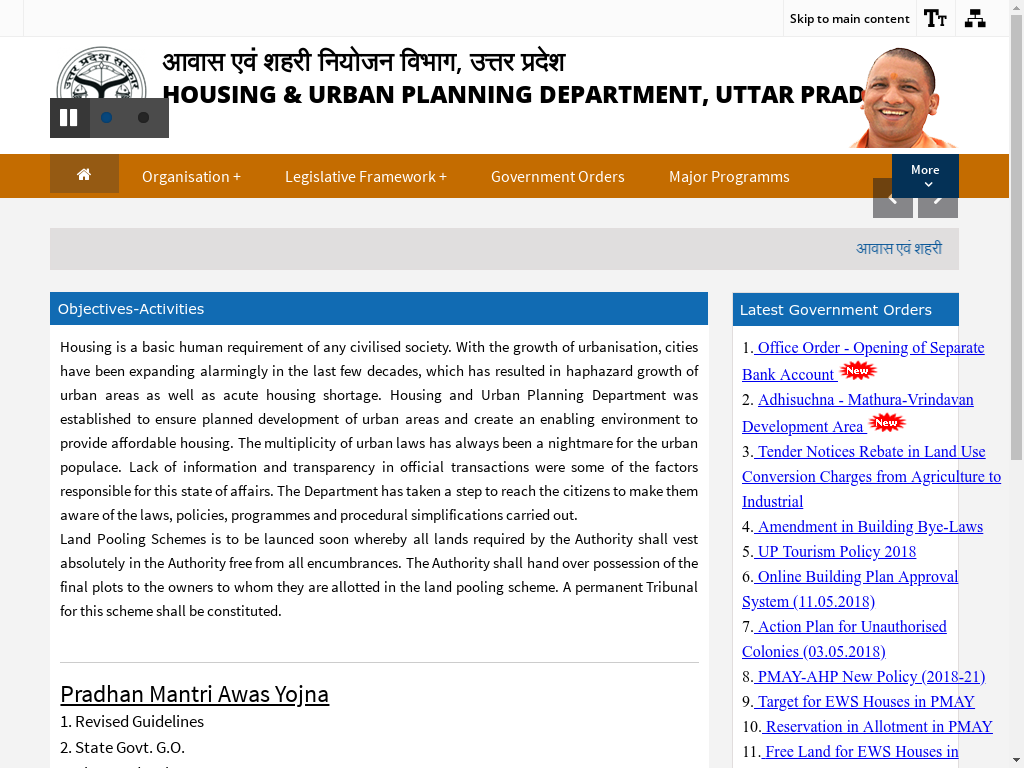 Skip to main content
आवास एवं शहरी नियोजन विभाग, उत्तर प्रदेश
HOUSING & URBAN PLANNING DEPARTMENT, UTTAR PRAD
Organisation +
Legislative Framework +
Government Orders
Major Programms
More
आवास एवं शहरी
Objectives-Activities
Housing is a basic human requirement of any civilised society. With the growth of urbanisation, cities
have been expanding alarmingly in the last few decades, which has resulted in haphazard growth of
urban areas as well as acute housing shortage. Housing and Urban Planning Department was
established to ensure planned development of urban areas and create an enabling environment to
provide affordable housing. The multiplicity of urban laws has always been a nightmare for the urban
populace. Lack of information and transparency in official transactions were some of the factors
responsible for this state of affairs. The Department has taken a step to reach the citizens to make them
aware of the laws, policies, programmes and procedural simplifications carried out.
Land Pooling Schemes is to be launced soon whereby all lands required by the Authority shall vest
absolutely in the Authority free from all encumbrances. The Authority shall hand over possession of the
final plots to the owners to whom they are allotted in the land pooling scheme. A permanent Tribunal
for this scheme shall be constituted.
Pradhan Mantri Awas Yojna
1. Revised Guidelines
2. State Govt. G.O.
Latest Government Orders
1. Office Order - Opening of Separate
Bank Account New
2. Adhisuchna - Mathura-Vrindavan
Development Area New
3. Tender Notices Rebate in Land Use
Conversion Charges from Agriculture to
Industrial
4. Amendment in Building Bye-Laws
5. UP Tourism Policy 2018
6. Online Building Plan Approval
System (11.05.2018)
7. Action Plan for Unauthorised
Colonies (03.05.2018)
8. PMAY-AHP New Policy (2018-21)
9. Target for EWS Houses in PMAY
10. Reservation in Allotment in PMAY
11. Free Land for EWS Houses in